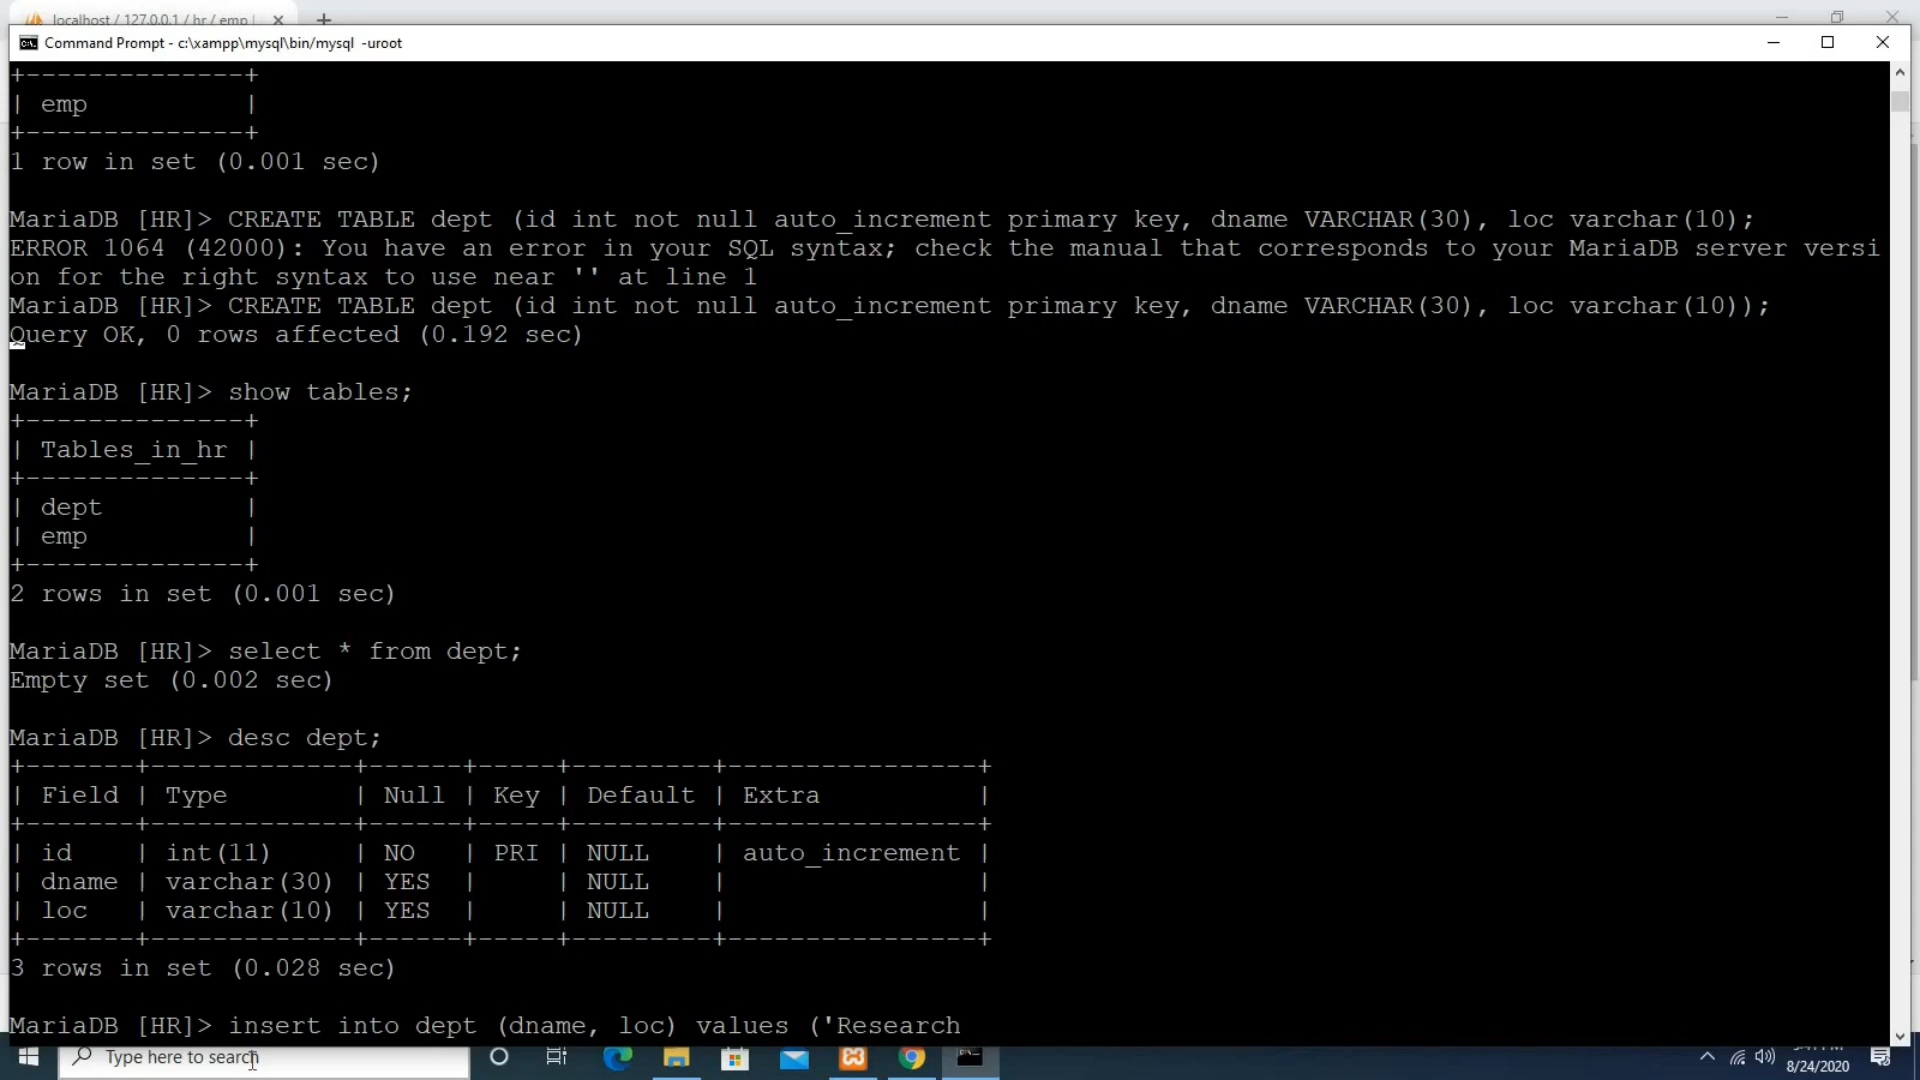 localhost / 127.0.0.1 / hr / emp
Command Prompt - c:\xampp\mysql\bin/mysql -uroot
+--------------+
| emp          |
+--------------+
1 row in set (0.001 sec)
MariaDB [HR]> CREATE TABLE dept (id int not null auto_increment primary key, dname VARCHAR(30), loc varchar(10);
ERROR 1064 (42000): You have an error in your SQL syntax; check the manual that corresponds to your MariaDB server versi
on for the right syntax to use near '' at line 1
MariaDB [HR]> CREATE TABLE dept (id int not null auto_increment primary key, dname VARCHAR(30), loc varchar(10));
Query OK, 0 rows affected (0.192 sec)
MariaDB [HR]> show tables;
+--------------+
| Tables_in_hr |
+--------------+
| dept         |
| emp          |
+--------------+
2 rows in set (0.001 sec)
MariaDB [HR]> select * from dept;
Empty set (0.002 sec)
MariaDB [HR]> desc dept;
+-------+-------------+------+-----+---------+----------------+
| Field | Type        | Null | Key | Default | Extra          |
+-------+-------------+------+-----+---------+----------------+
| id    | int(11)     | NO   | PRI | NULL    | auto_increment |
| dname | varchar(30) | YES  |     | NULL    |                |
| loc   | varchar(10) | YES  |     | NULL    |                |
+-------+-------------+------+-----+---------+----------------+
3 rows in set (0.028 sec)
MariaDB [HR]> insert into dept (dname, loc) values ('Research
Type here to search
8/24/2020